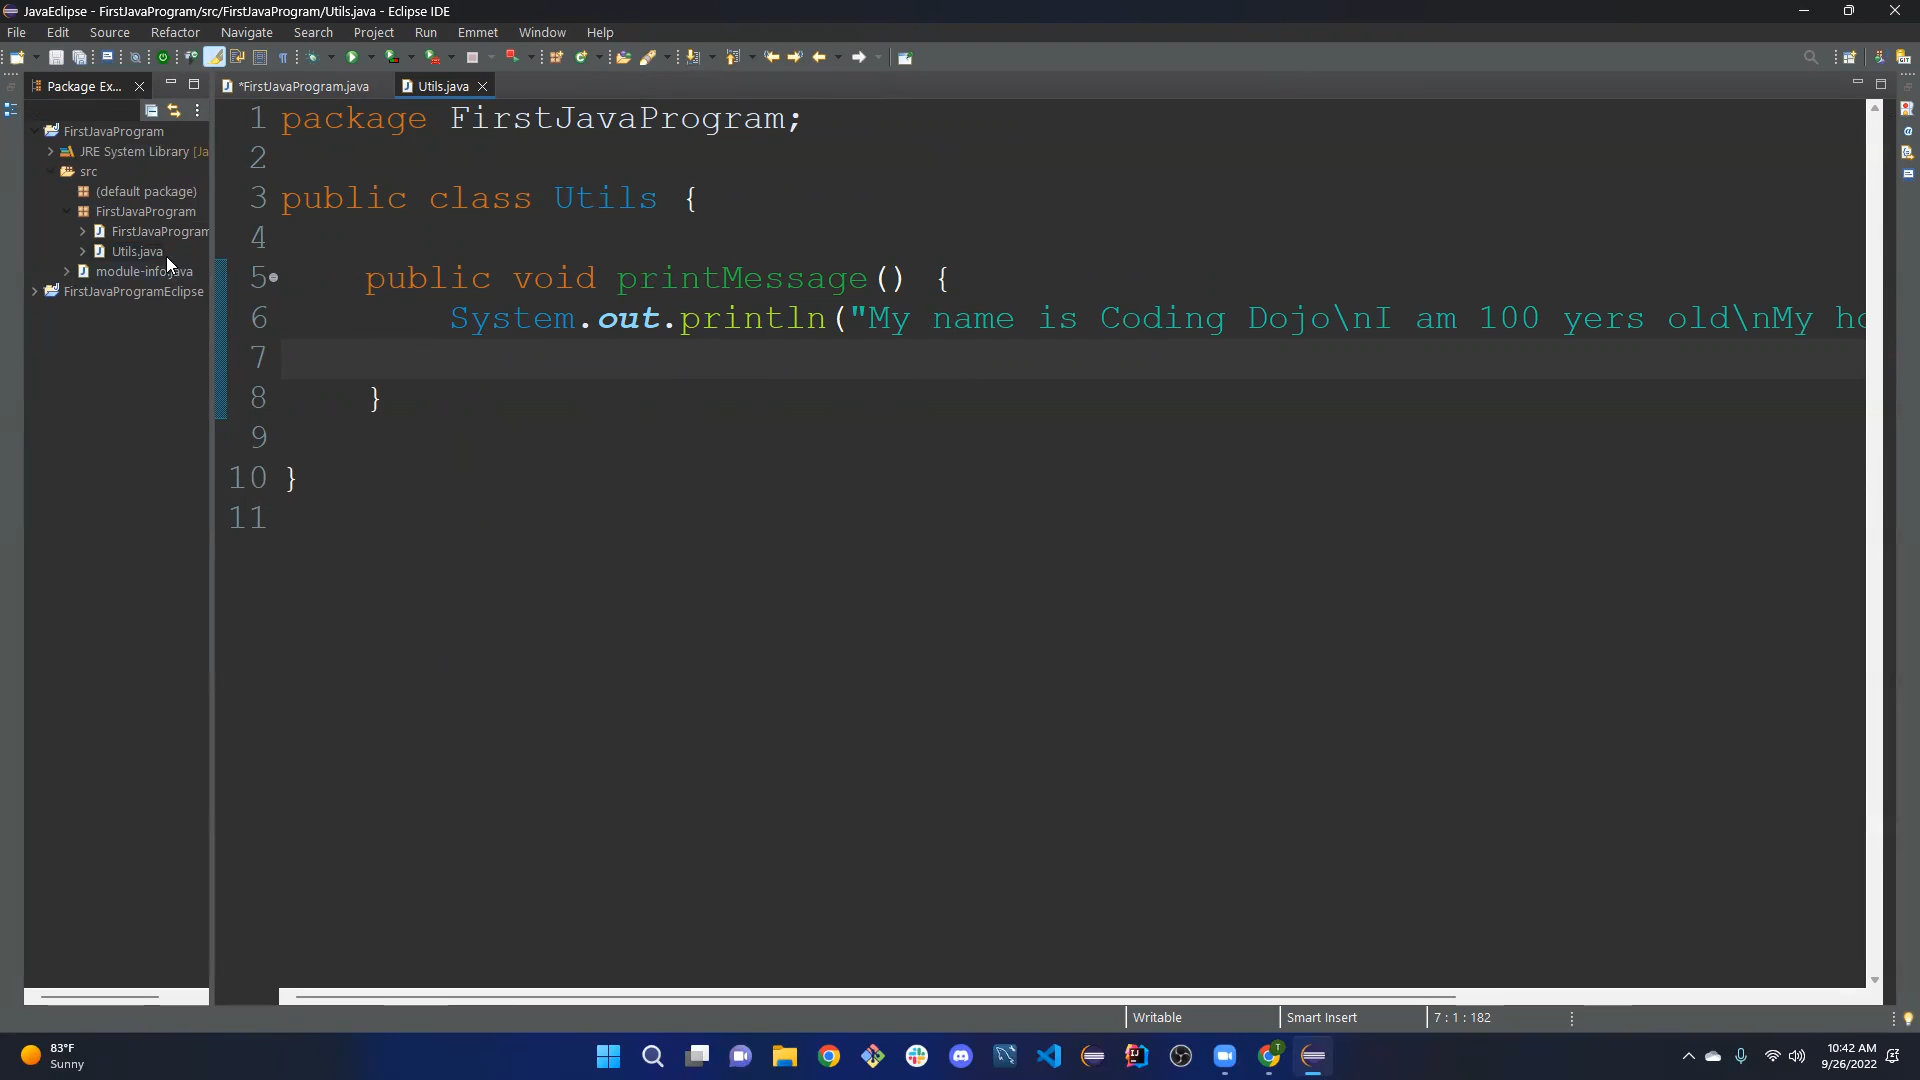 JavaEclipse - FirstJavaProgram/src/FirstJavaProgram/Utils.java - Eclipse IDE
File Edit Source Refactor Navigate Search Project Run Emmet Window Help
Package Ex... *FirstJavaProgram.java Utils.java
FirstJavaProgram
JRE System Library [Ja
src
(default package)
FirstJavaProgram
FirstJavaProgram
Utils.java
module-info.java
FirstJavaProgramEclipse
1 package FirstJavaProgram;
2
3 public class Utils {
4
5 public void printMessage() {
6 System.out.println("My name is Coding Dojo\nI am 100 yers old\nMy ho
7
8 }
9
10 }
11
Writable Smart Insert 7 : 1 : 182
83°F
Sunny
10:42 AM
9/26/2022